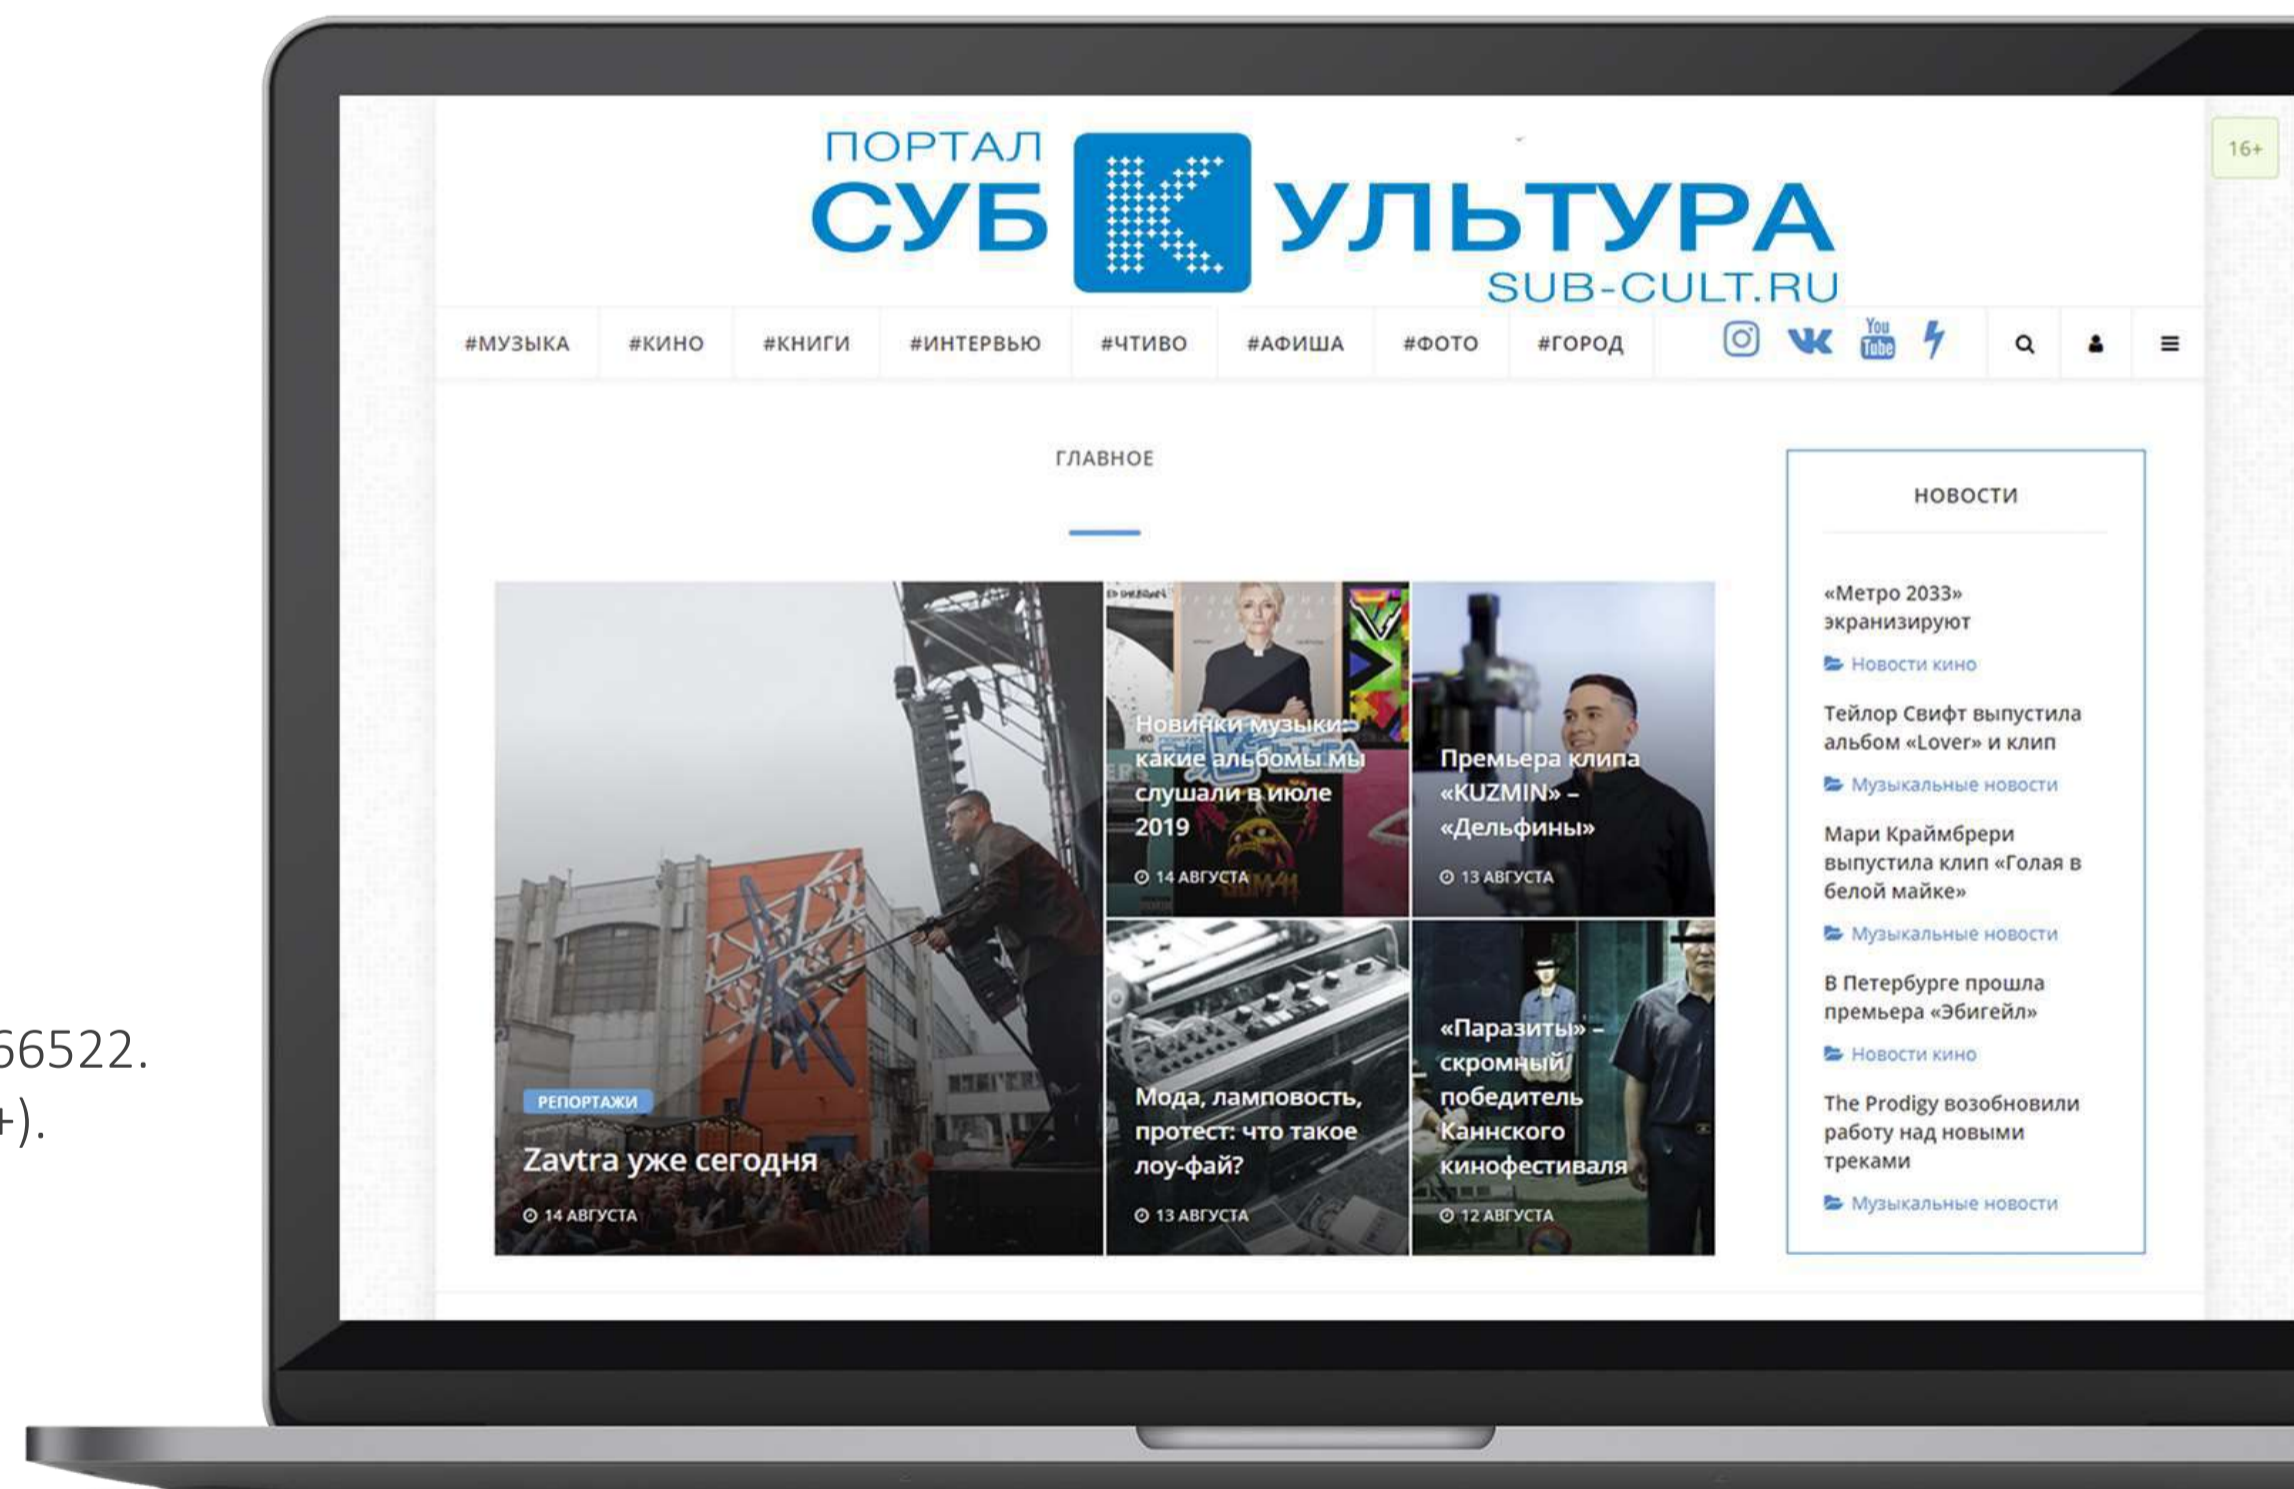 ПОРТАЛ
СУБКУЛЬТУРА
SUB-CULT.RU
16+
#МУЗЫКА
#КИНО
#КНИГИ
#ИНТЕРВЬЮ
#ЧТИВО
#АФИША
#ФОТО
#ГОРОД
You
Tube
ГЛАВНОЕ
РЕПОРТАЖИ
Zavtra уже сегодня
14 АВГУСТА
Новинки музыки:
какие альбомы мы
слушали в июле
2019
14 АВГУСТА
Премьера клипа
«KUZMIN» –
«Дельфины»
13 АВГУСТА
Мода, ламповость,
протест: что такое
лоу-фай?
13 АВГУСТА
«Паразиты» –
скромный
победитель
Каннского
кинофестиваля
12 АВГУСТА
НОВОСТИ
«Метро 2033»
экранизируют
Новости кино
Тейлор Свифт выпустила
альбом «Lover» и клип
Музыкальные новости
Мари Краймбрери
выпустила клип «Голая в
белой майке»
Музыкальные новости
В Петербурге прошла
премьера «Эбигейл»
Новости кино
The Prodigy возобновили
работу над новыми
треками
Музыкальные новости
66522.
+).